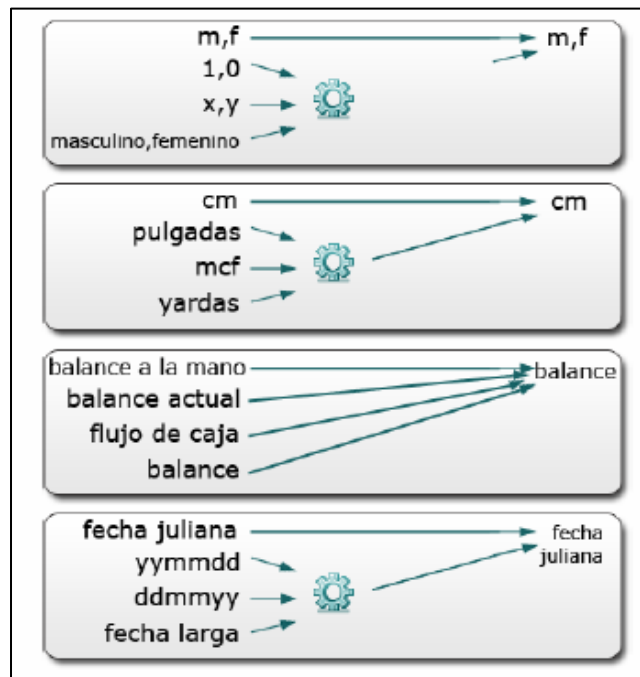 m,f
m,f
1,0
x,y
masculino,femenino
cm
cm
pulgadas
mcf
yardas
balance a la mano
balance
balance actual
flujo de caja
balance
fecha juliana
fecha
juliana
yymmdd
ddmmyy
fecha larga